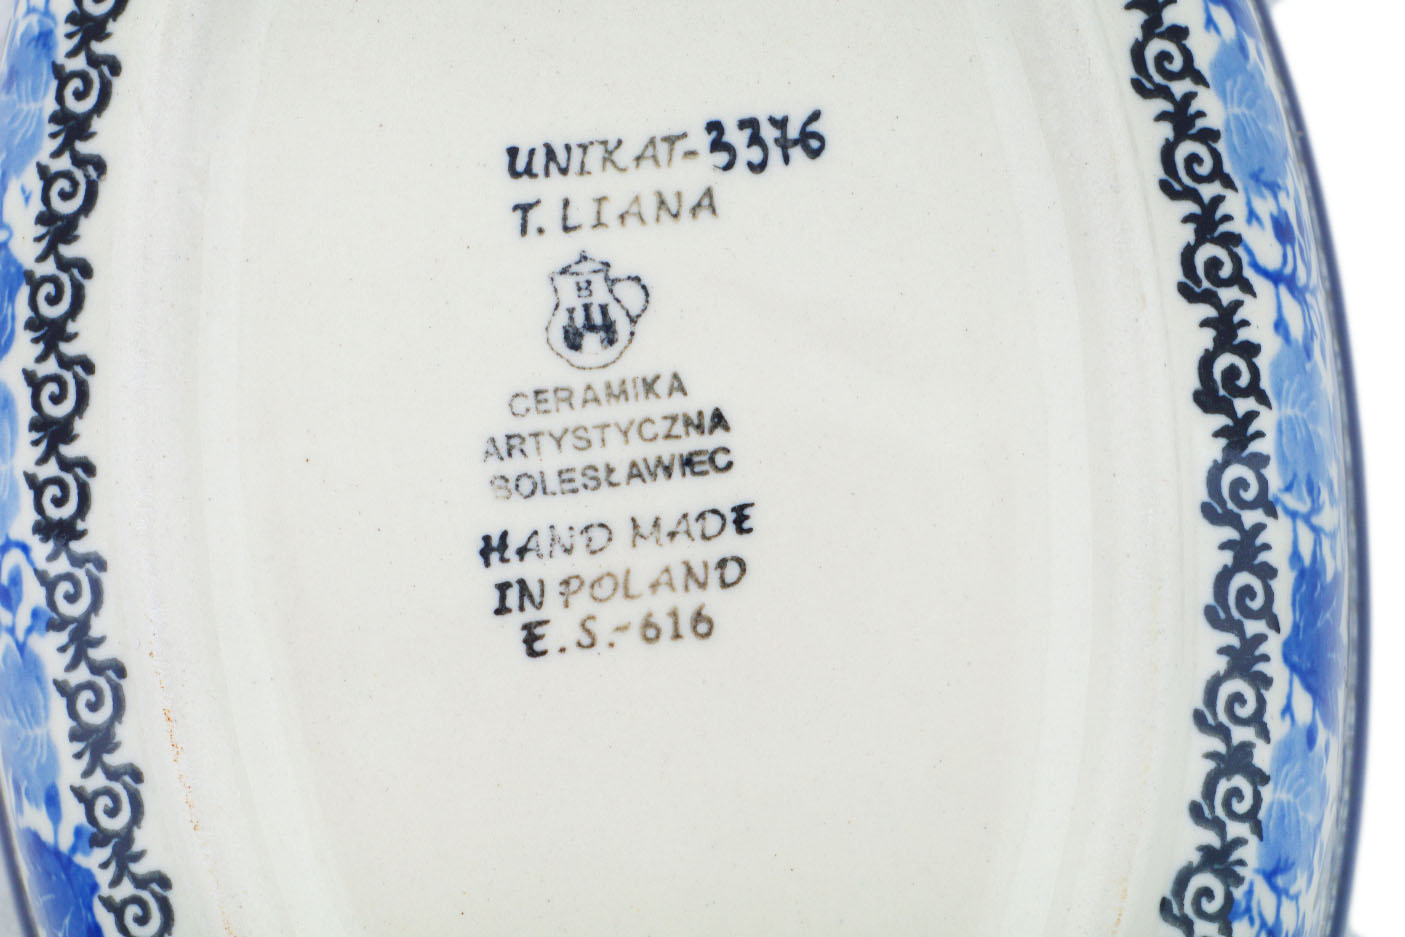 UNIKAT-3376
T. LIANA
B
CERAMIKA
ARTYSTYCZNA
BOLESŁAWIEC
HAND MADE
IN POLAND
E.S.-616